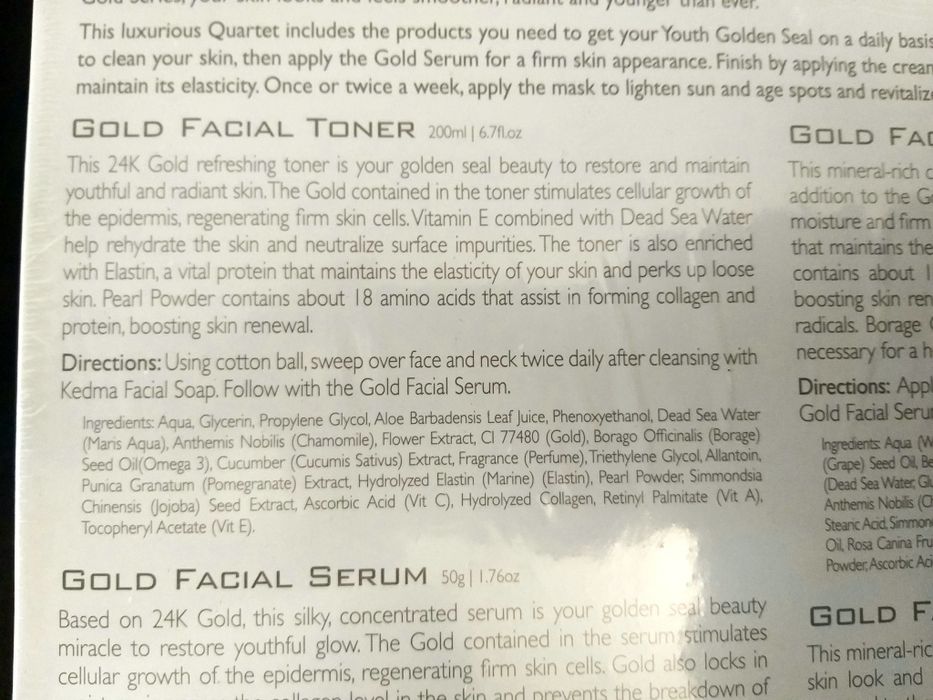 This luxurious Quartet includes the products you need to get your Youth Golden Seal on a daily basis
to clean your skin, then apply the Gold Serum for a firm skin appearance. Finish by applying the cream
maintain its elasticity. Once or twice a week, apply the mask to lighten sun and age spots and revitalize
GOLD FACIAL TONER 200ml | 6.7fl.oz
This 24K Gold refreshing toner is your golden seal beauty to restore and maintain
youthful and radiant skin. The Gold contained in the toner stimulates cellular growth of
the epidermis, regenerating firm skin cells. Vitamin E combined with Dead Sea Water
help rehydrate the skin and neutralize surface impurities. The toner is also enriched
with Elastin, a vital protein that maintains the elasticity of your skin and perks up loose
skin. Pearl Powder contains about 18 amino acids that assist in forming collagen and
protein, boosting skin renewal.
Directions: Using cotton ball, sweep over face and neck twice daily after cleansing with
Kedma Facial Soap. Follow with the Gold Facial Serum.
Ingredients: Aqua, Glycerin, Propylene Glycol, Aloe Barbadensis Leaf Juice, Phenoxyethanol, Dead Sea Water
(Maris Aqua), Anthemis Nobilis (Chamomile), Flower Extract, CI 77480 (Gold), Borago Officinalis (Borage)
Seed Oil(Omega 3), Cucumber (Cucumis Sativus) Extract, Fragrance (Perfume), Triethylene Glycol, Allantoin,
Punica Granatum (Pomegranate) Extract, Hydrolyzed Elastin (Marine) (Elastin), Pearl Powder, Simmondsia
Chinensis (Jojoba) Seed Extract, Ascorbic Acid (Vit C), Hydrolyzed Collagen, Retinyl Palmitate (Vit A),
Tocopheryl Acetate (Vit E).
GOLD FACIAL SERUM 50g | 1.76oz
Based on 24K Gold, this silky, concentrated serum is your golden seal beauty
miracle to restore youthful glow. The Gold contained in the serum stimulates
cellular growth of the epidermis, regenerating firm skin cells. Gold also locks in
collagen level in the skin and prevents the breakdown of
GOLD
This mineral-rich
addition to the
moisture and firm
that maintains the
contains about
boosting skin
radicals. Borage
necessary for a
Directions:
Gold Facial
Ingredients: Aqua
(Grape) Seed Oil,
(Dead Sea Water,
Anthemis Nobilis
Stearic Acid,
Oil, Rosa Canina
Powder, Ascorbic
GOLD
This mineral-rich
skin look and